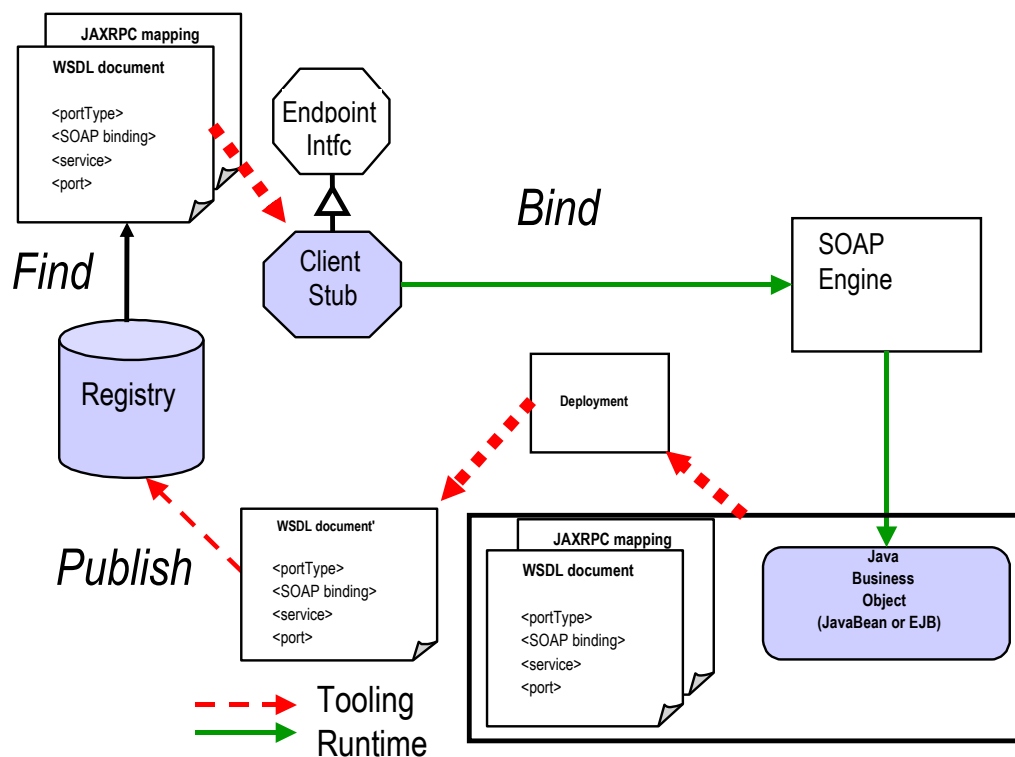 JAXRPC mapping
WSDL document
<portType>
<SOAP binding>
<service>
<port>
Endpoint
Intfc
Bind
Find
Client
Stub
SOAP
Engine
Registry
Deployment
Publish
WSDL document'
<portType>
<SOAP binding>
<service>
<port>
JAXRPC mapping
WSDL document
<portType>
<SOAP binding>
<service>
<port>
Java
Business
Object
(JavaBean or EJB)
Tooling
Runtime